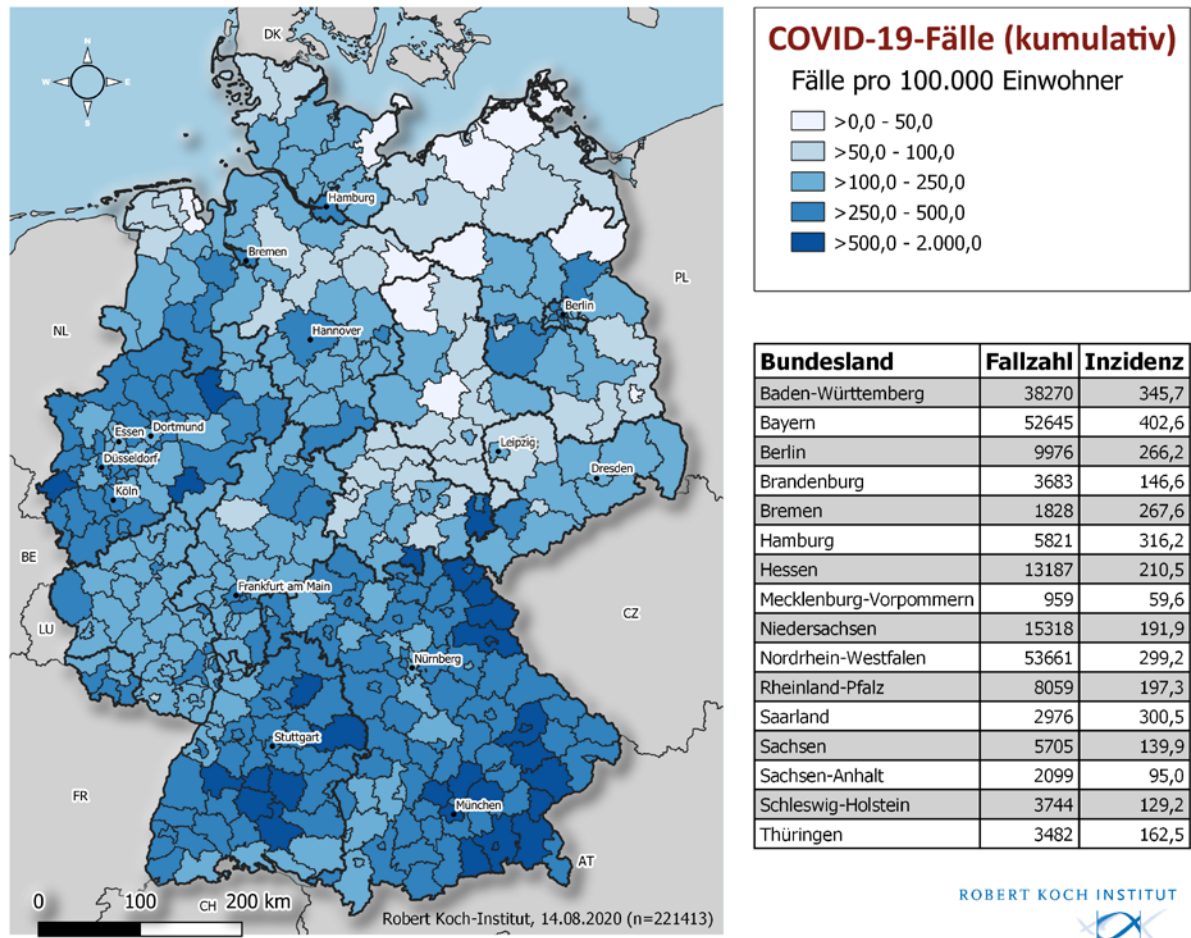 DK
N
W
E
S
Hamburg
Bremen
PL
Berlin
NL
Hannover
Essen
Dortmund
Düsseldorf
Leipzig
Dresden
Köln
BE
Frankfurt am Main
LU
CZ
Nürnberg
Stuttgart
FR
München
AT
0 100 200 km
CH
Robert Koch-Institut, 14.08.2020 (n=221413)
COVID-19-Fälle (kumulativ)
Fälle pro 100.000 Einwohner
>0,0 - 50,0
>50,0 - 100,0
>100,0 - 250,0
>250,0 - 500,0
>500,0 - 2.000,0
Bundesland Fallzahl Inzidenz
Baden-Württemberg 38270 345,7
Bayern 52645 402,6
Berlin 9976 266,2
Brandenburg 3683 146,6
Bremen 1828 267,6
Hamburg 5821 316,2
Hessen 13187 210,5
Mecklenburg-Vorpommern 959 59,6
Niedersachsen 15318 191,9
Nordrhein-Westfalen 53661 299,2
Rheinland-Pfalz 8059 197,3
Saarland 2976 300,5
Sachsen 5705 139,9
Sachsen-Anhalt 2099 95,0
Schleswig-Holstein 3744 129,2
Thüringen 3482 162,5
ROBERT KOCH INSTITUT